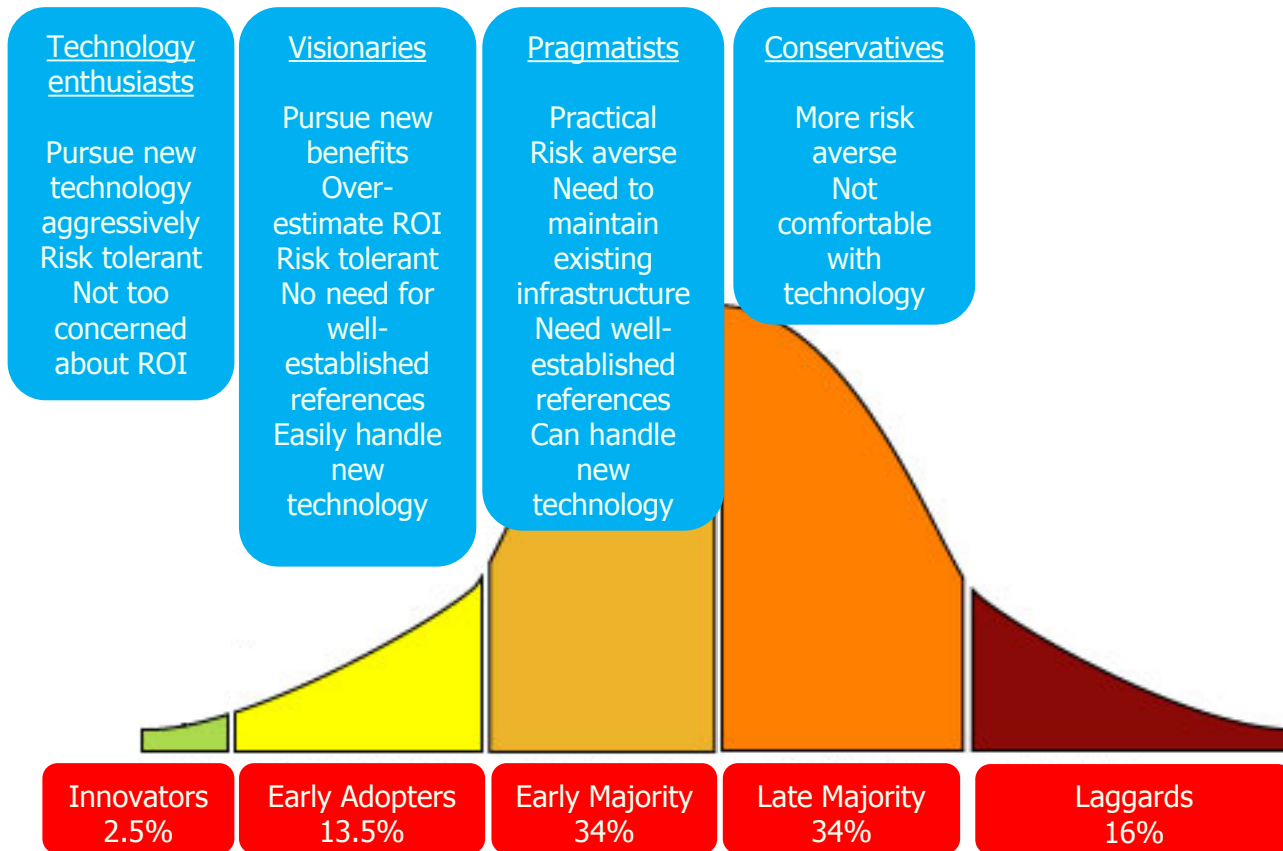 Technology
enthusiasts
Pursue new
technology
aggressively
Risk tolerant
Not too
concerned
about ROI
Visionaries
Pursue new
benefits
Over-
estimate ROI
Risk tolerant
No need for
well-
established
references
Easily handle
new
technology
Pragmatists
Practical
Risk averse
Need to
maintain
existing
infrastructure
Need well-
established
references
Can handle
new
technology
Conservatives
More risk
averse
Not
comfortable
with
technology
Innovators
2.5%
Early Adopters
13.5%
Early Majority
34%
Late Majority
34%
Laggards
16%